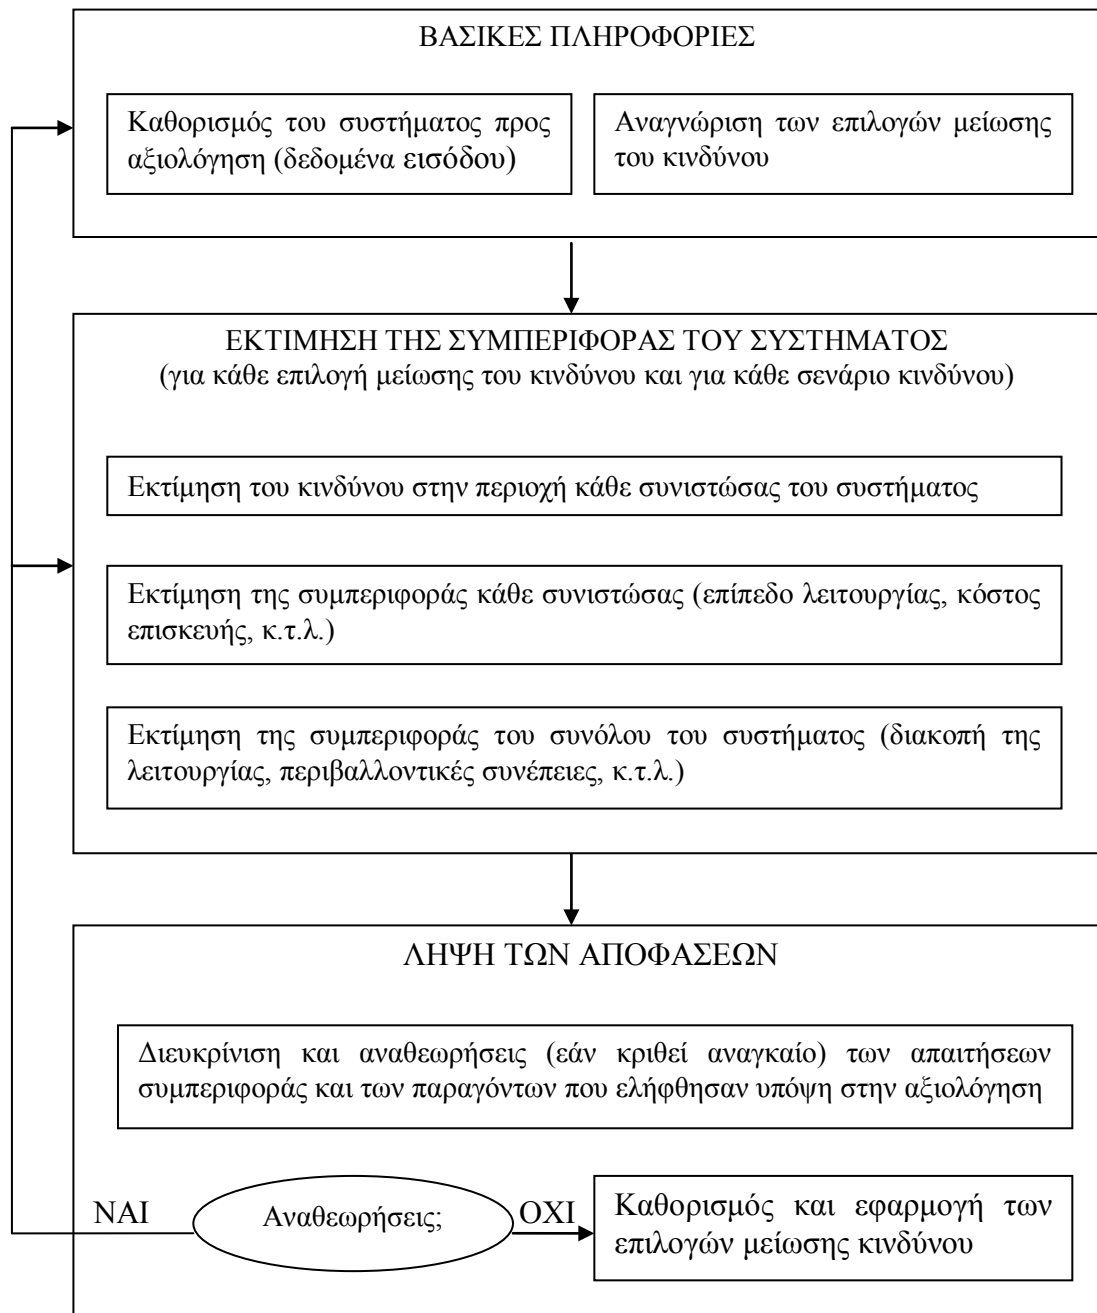 ΒΑΣΙΚΕΣ ΠΛΗΡΟΦΟΡΙΕΣ
Καθορισμός του συστήματος προς
αξιολόγηση (δεδομένα εισόδου)
Αναγνώριση των επιλογών μείωσης
του κινδύνου
ΕΚΤΙΜΗΣΗ ΤΗΣ ΣΥΜΠΕΡΙΦΟΡΑΣ ΤΟΥ ΣΥΣΤΗΜΑΤΟΣ
(για κάθε επιλογή μείωσης του κινδύνου και για κάθε σενάριο κινδύνου)
Εκτίμηση του κινδύνου στην περιοχή κάθε συνιστώσας του συστήματος
Εκτίμηση της συμπεριφοράς κάθε συνιστώσας (επίπεδο λειτουργίας, κόστος
επισκευής, κ.τ.λ.)
Εκτίμηση της συμπεριφοράς του συνόλου του συστήματος (διακοπή της
λειτουργίας, περιβαλλοντικές συνέπειες, κ.τ.λ.)
ΛΗΨΗ ΤΩΝ ΑΠΟΦΑΣΕΩΝ
Διευκρίνιση και αναθεωρήσεις (εάν κριθεί αναγκαίο) των απαιτήσεων
συμπεριφοράς και των παραγόντων που ελήφθησαν υπόψη στην αξιολόγηση
ΝΑΙ
Αναθεωρήσεις;
ΟΧΙ
Καθορισμός και εφαρμογή των
επιλογών μείωσης κινδύνου